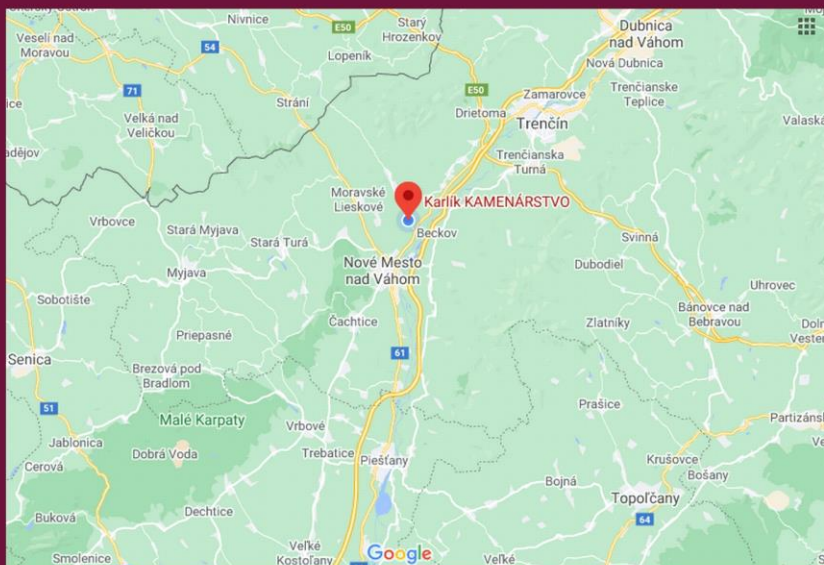 Nivnice
E50
Starý
Hrozenkov
Dubnica
nad Váhom
Veselí nad
Moravou
54
Lopeník
Nová Dubnica
71
Strání
E50
Zamarovce
Trenčianske
Teplice
Drietoma
Velká nad
Veličkou
Trenčín
Valaská
adějov
Trenčianska
Turná
Moravské
Lieskové
Karlík KAMENÁRSTVO
Vrbovce
Stará Myjava
Stará Turá
Beckov
Svinná
Myjava
Nové Mesto
nad Váhom
Dubodiel
Uhrovec
Sobotište
Čachtice
Zlatníky
Bánovce nad
Bebravou
Priepasné
Senica
61
Brezová pod
Bradlom
51
Malé Karpaty
Prašice
Vrbové
Partizáns
Jablonica
Dobrá Voda
Trebatice
Piešťany
Krušovce
Cerová
Bojná
Bošany
Topoľčany
Buková
Dechtice
64
Smolenice
Veľké
Kostoľany
Google
Veľké